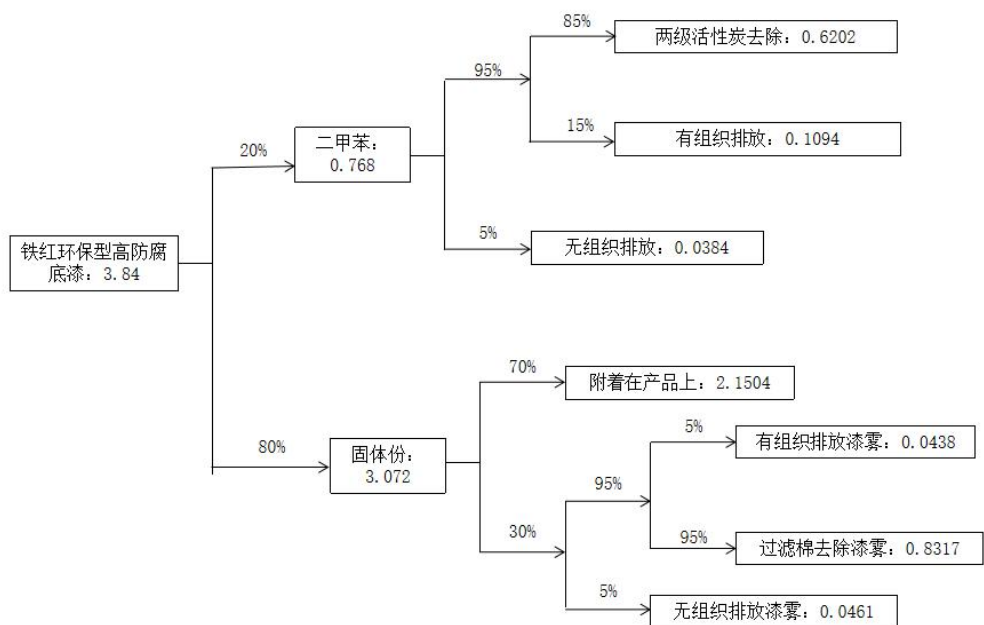 85%
两级活性炭去除：0.6202
95%
15%
有组织排放：0.1094
二甲苯：
0.768
20%
5%
无组织排放：0.0384
铁红环保型高防腐
底漆：3.84
70%
附着在产品上：2.1504
80%
固体份：
3.072
5%
有组织排放漆雾：0.0438
95%
30%
95%
过滤棉去除漆雾：0.8317
5%
无组织排放漆雾：0.0461